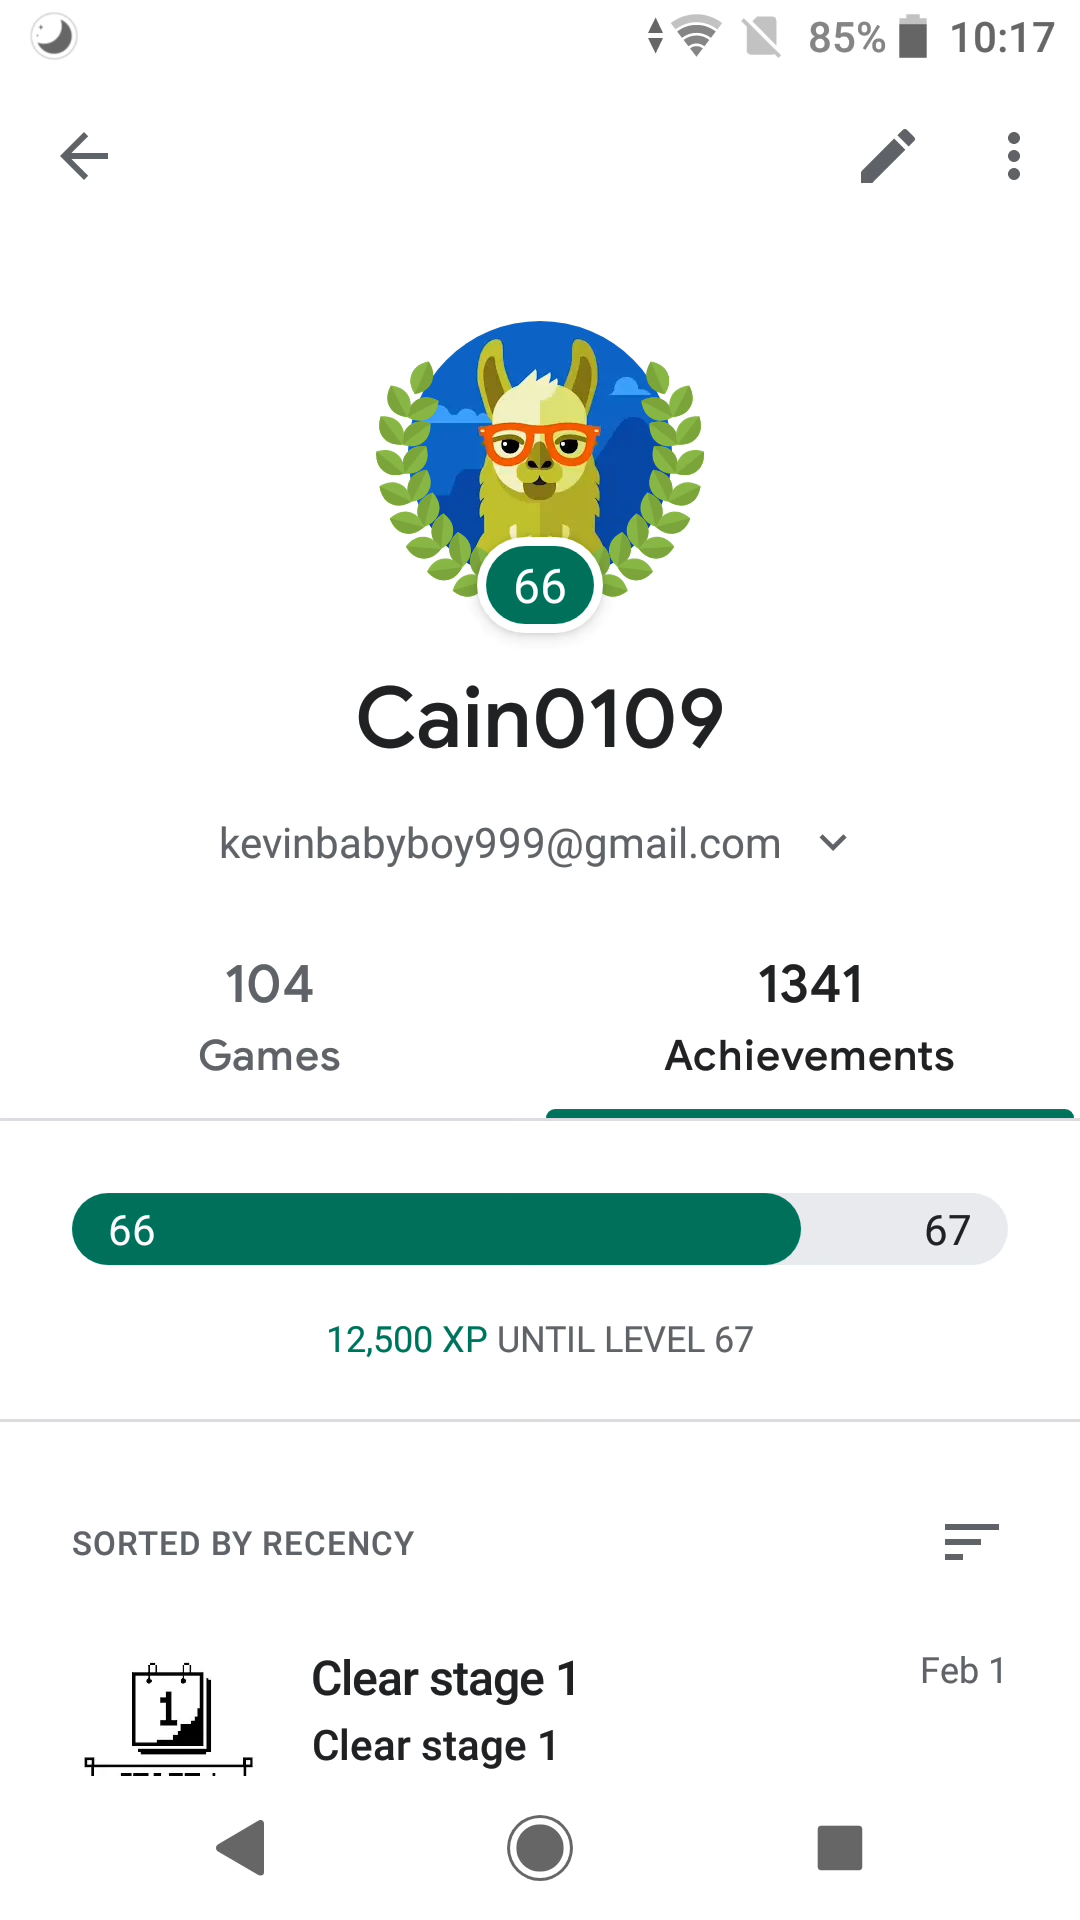 85% 10:17
66
Cain0109
kevinbabyboy999@gmail.com
104 1341
Games Achievements
66 67
12,500 XP UNTIL LEVEL 67
SORTED BY RECENCY
1
Clear stage 1 Feb 1
Clear stage 1